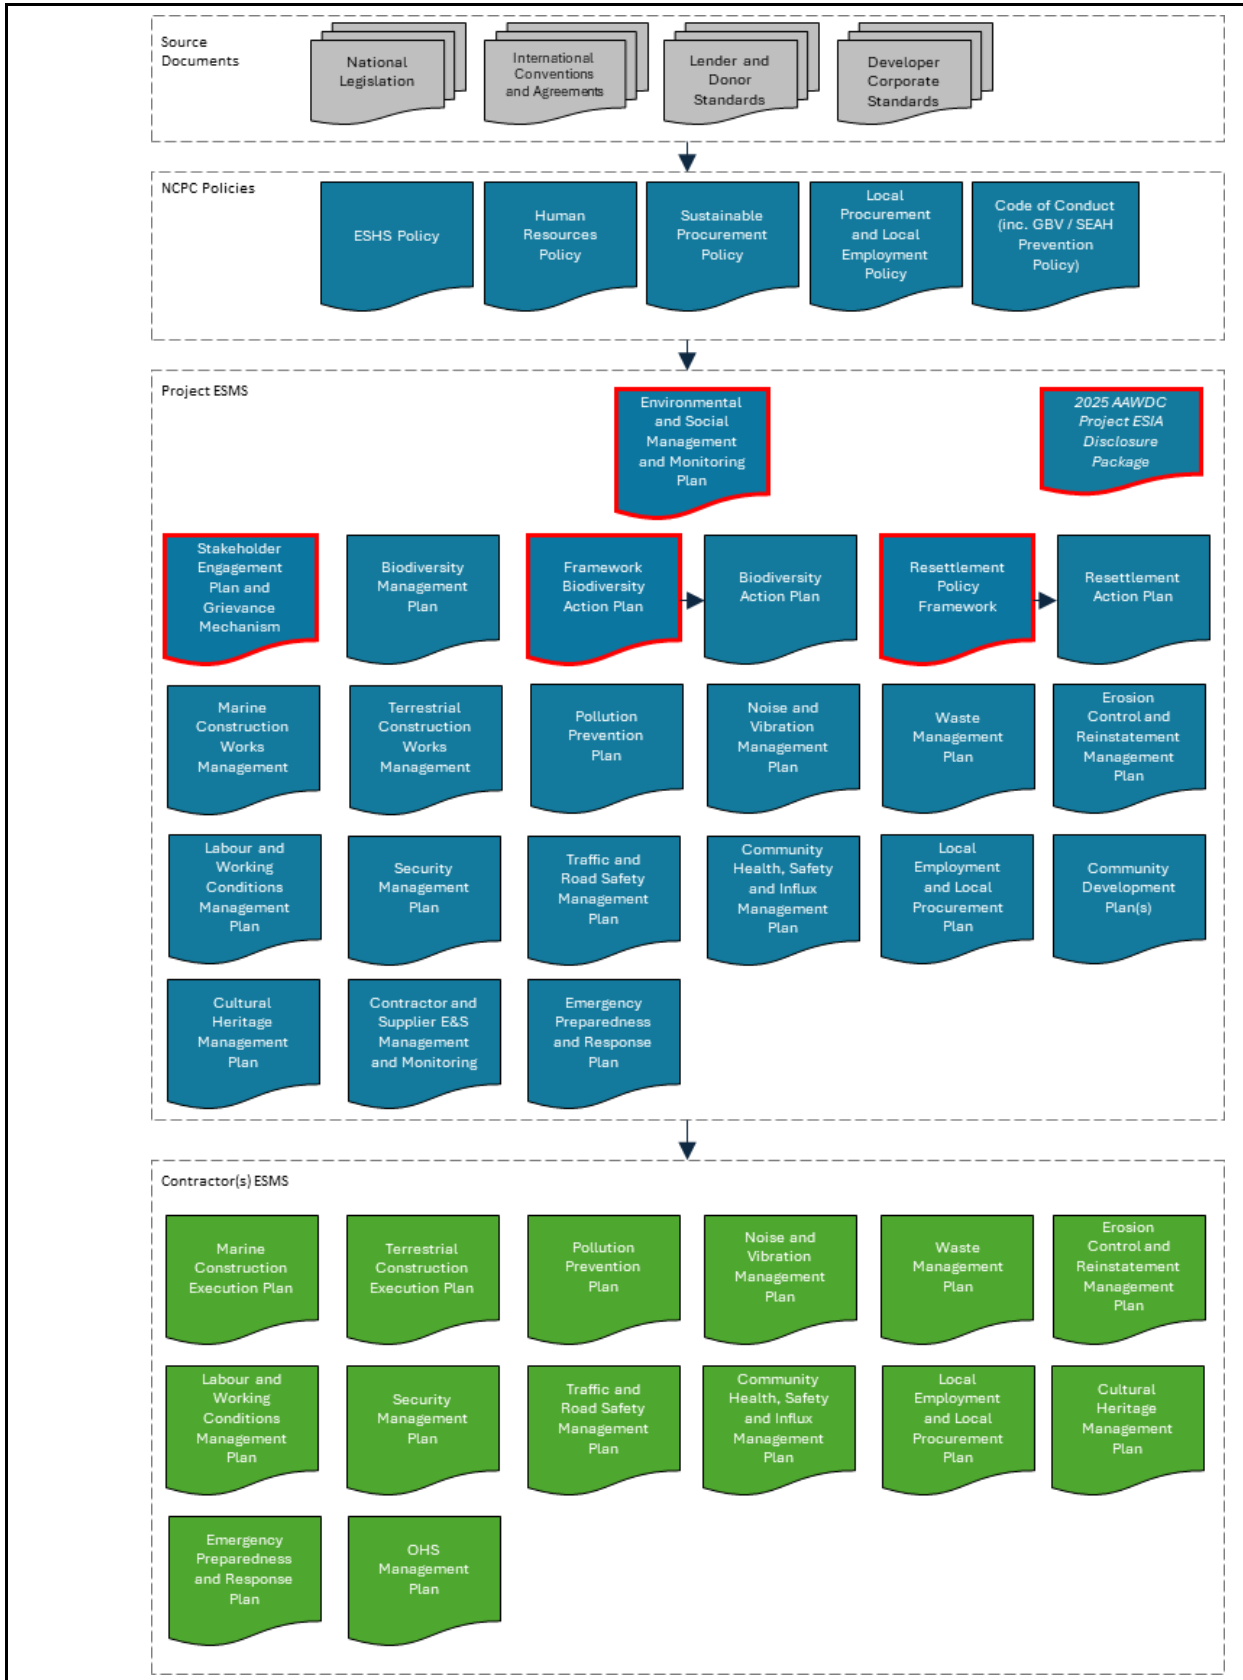 Source
Documents
National
Legislation
International
Conventions
and Agreements
Lender and
Donor
Standards
Developer
Corporate
Standards
NCPC Policies
ESHS Policy
Human
Resources
Policy
Sustainable
Procurement
Policy
Local
Procurement
and Local
Employment
Policy
Code of Conduct
(inc. GBV / SEAH
Prevention
Policy)
Project ESMS
Environmental
and Social
Management
and Monitoring
Plan
2025 AAWDC
Project ESIA
Disclosure
Package
Stakeholder
Engagement
Plan and
Grievance
Mechanism
Biodiversity
Management
Plan
Framework
Biodiversity
Action Plan
Biodiversity
Action Plan
Resettlement
Policy
Framework
Resettlement
Action Plan
Marine
Construction
Works
Management
Terrestrial
Construction
Works
Management
Pollution
Prevention
Plan
Noise and
Vibration
Management
Plan
Waste
Management
Plan
Erosion
Control and
Reinstatement
Management
Plan
Labour and
Working
Conditions
Management
Plan
Security
Management
Plan
Traffic and
Road Safety
Management
Plan
Community
Health, Safety
and Influx
Management
Plan
Local
Employment
and Local
Procurement
Plan
Community
Development
Plan(s)
Cultural
Heritage
Management
Plan
Contractor and
Supplier E&S
Management
and Monitoring
Emergency
Preparedness
and Response
Plan
Contractor(s) ESMS
Marine
Construction
Execution Plan
Terrestrial
Construction
Execution Plan
Pollution
Prevention
Plan
Noise and
Vibration
Management
Plan
Waste
Management
Plan
Erosion
Control and
Reinstatement
Management
Plan
Labour and
Working
Conditions
Management
Plan
Security
Management
Plan
Traffic and
Road Safety
Management
Plan
Community
Health, Safety
and Influx
Management
Plan
Local
Employment
and Local
Procurement
Plan
Cultural
Heritage
Management
Plan
Emergency
Preparedness
and Response
Plan
OHS
Management
Plan